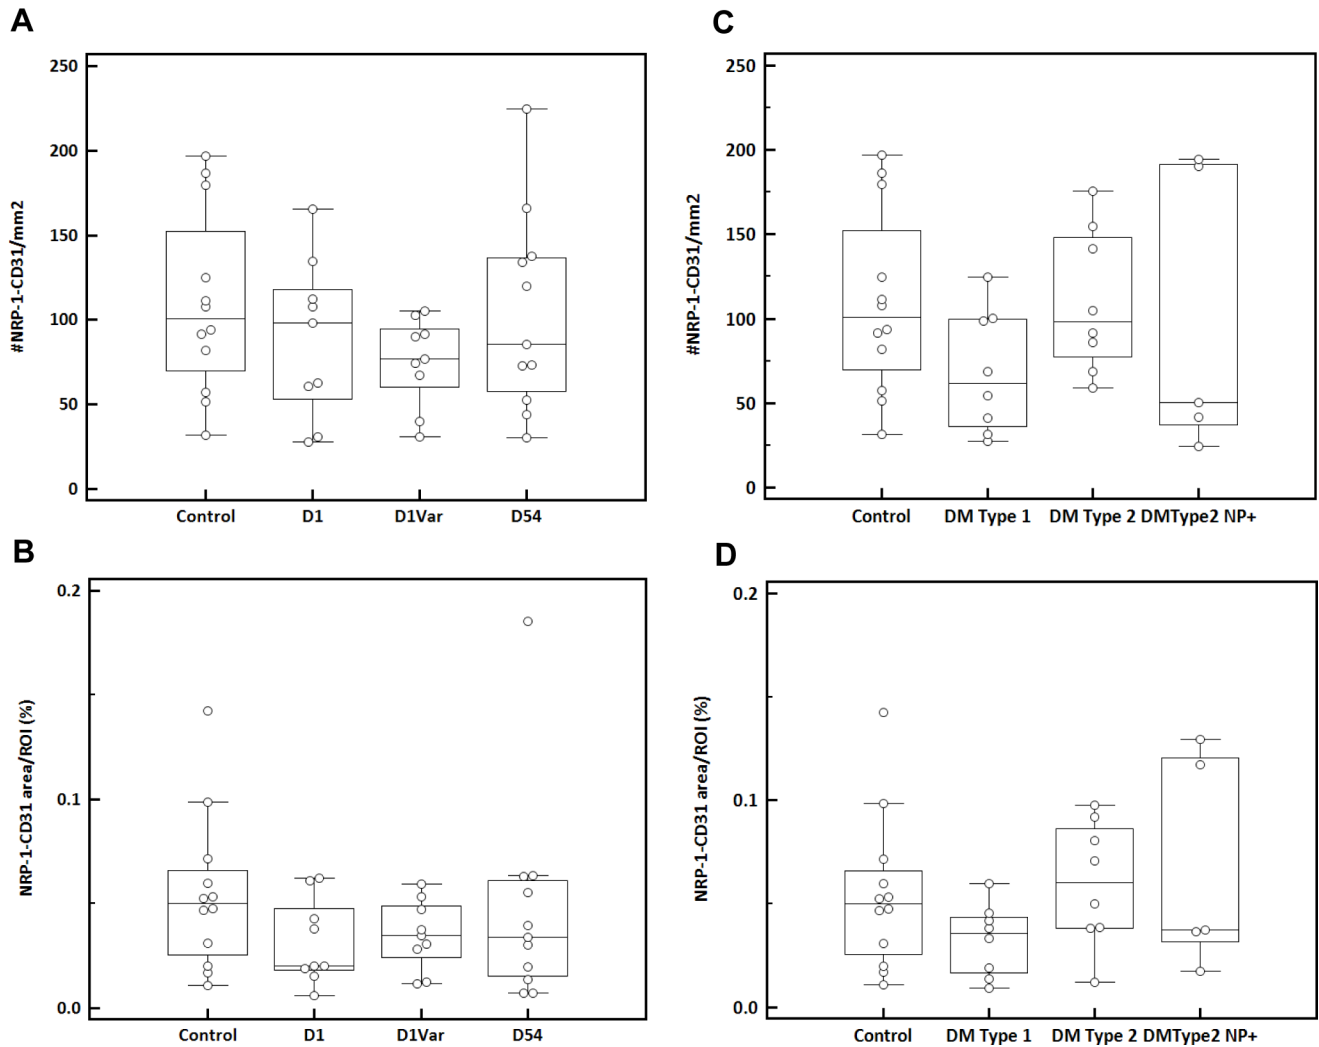 A
#NRP-1-CD31/mm2
250
200
150
100
50
0
Control D1 D1Var D54
B
NRP-1-CD31 area/ROI (%)
0.2
0.1
0.0
Control D1 D1Var D54
C
#NRP-1-CD31/mm2
250
200
150
100
50
0
Control DM Type 1 DM Type 2 DMType2 NP+
D
NRP-1-CD31 area/ROI (%)
0.2
0.1
0.0
Control DM Type 1 DM Type 2 DMType2 NP+